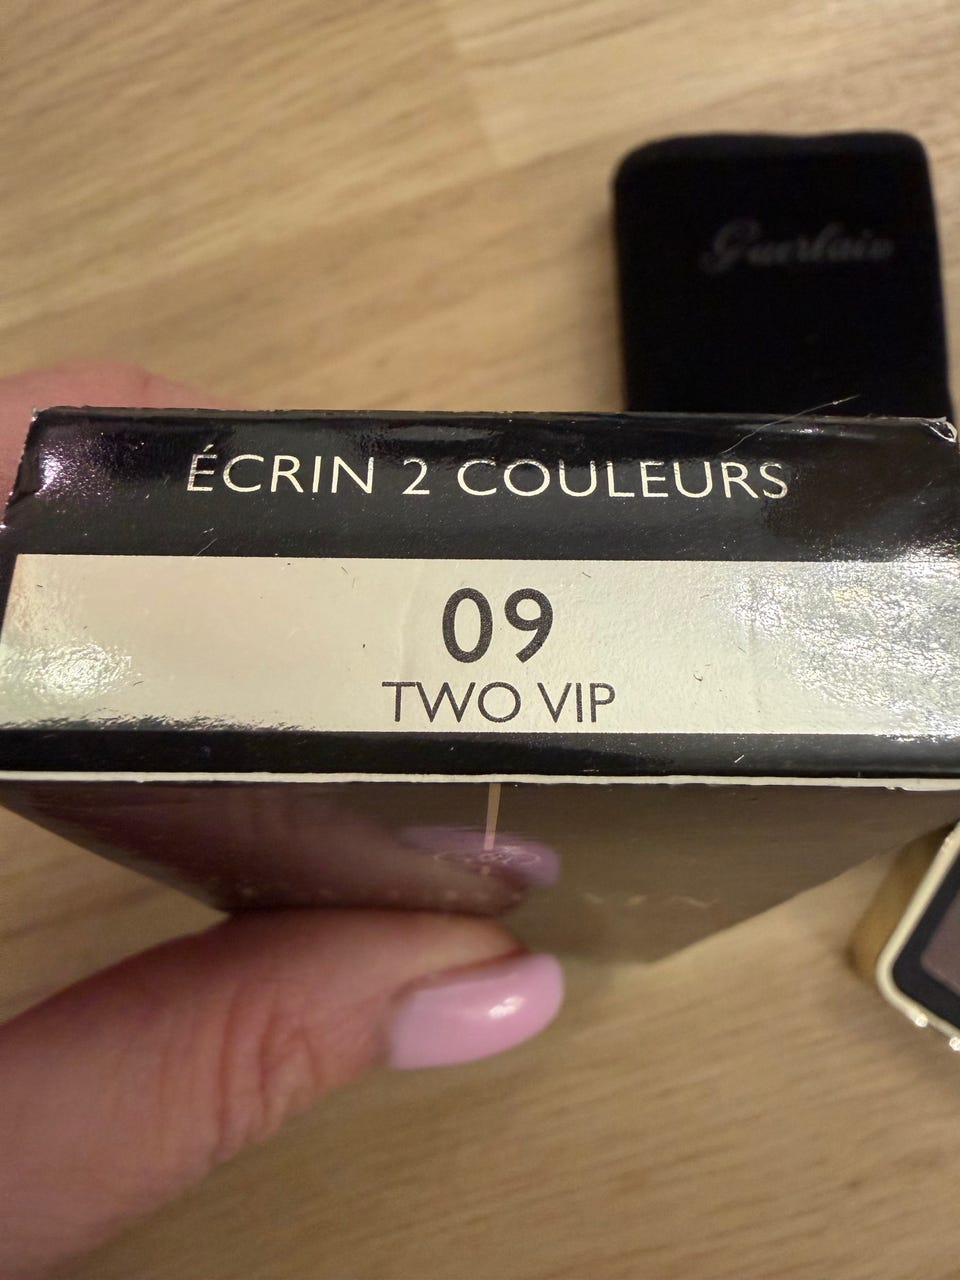 Guerlain
ÉCRIN 2 COULEURS
09
TWO VIP